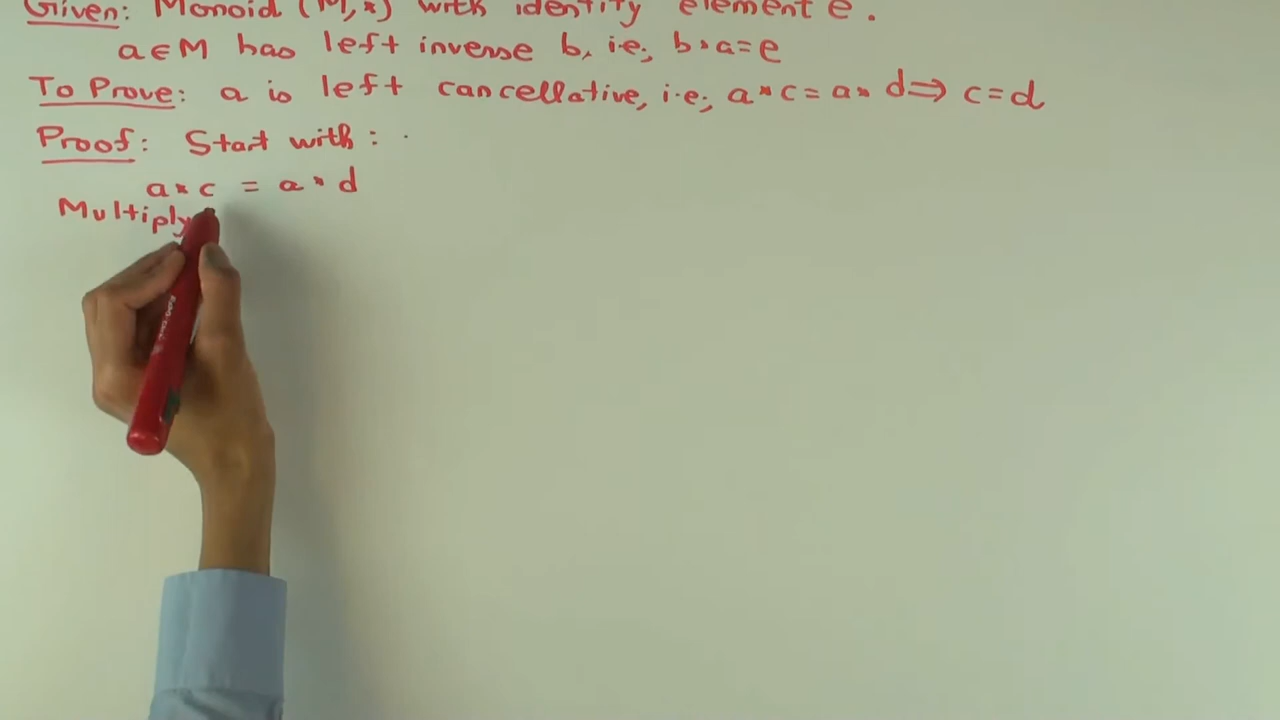 Given: Monoid (M,*) with identity element e.
a∈M has left inverse b, i.e., b*a=e
To Prove: a is left cancellative, i.e., a*c=a*d⇒ c=d
Proof: Start with:
a*c = a*d
Multiply